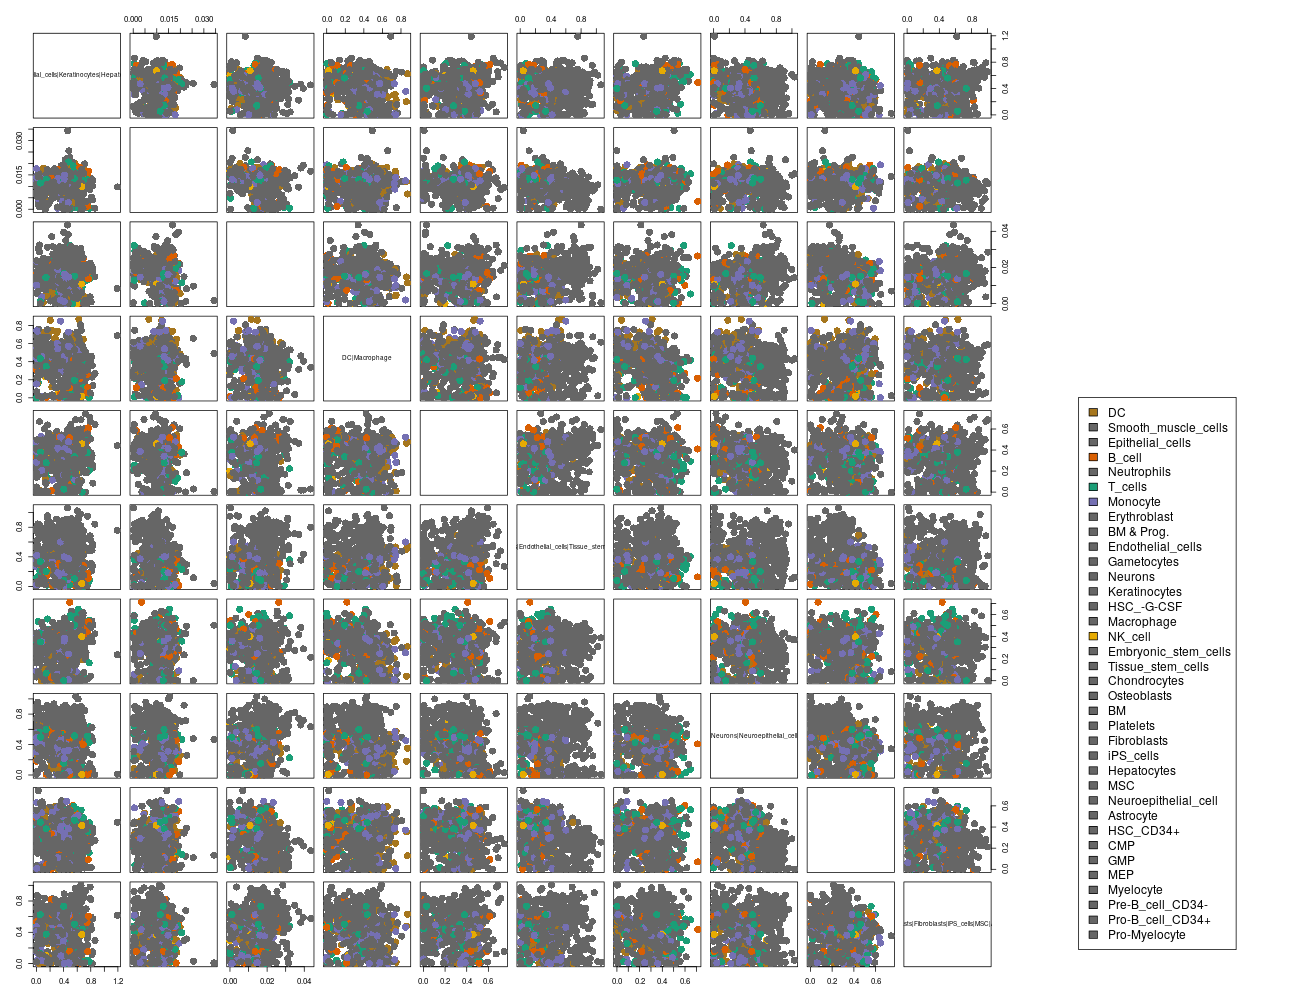 0.000 0.015 0.030 0.0 0.2 0.4 0.6 0.8 0.0 0.4 0.8 0.0 0.4 0.8 0.0 0.4 0.8
0.0 0.4 0.8 1.2
0.000 0.015 0.030
0.00 0.02 0.04
0.0 0.2 0.4 0.6 0.8
DC|Macrophage
0.0 0.2 0.4 0.6
0.0 0.4 0.8
|Endothelial_cells|Tissue_stem
0.0 0.2 0.4 0.6
0.0 0.4 0.8
Neurons|Neuroepithelial_cell
0.0 0.2 0.4 0.6
0.0 0.4 0.8
sts|Fibroblasts|iPS_cells|MSC|
0.0 0.4 0.8 1.2 0.00 0.02 0.04 0.0 0.2 0.4 0.6 0.0 0.2 0.4 0.6 0.0 0.2 0.4 0.6
DC
Smooth_muscle_cells
Epithelial_cells
B_cell
Neutrophils
T_cells
Monocyte
Erythroblast
BM & Prog.
Endothelial_cells
Gametocytes
Neurons
Keratinocytes
HSC_-G-CSF
Macrophage
NK_cell
Embryonic_stem_cells
Tissue_stem_cells
Chondrocytes
Osteoblasts
BM
Platelets
Fibroblasts
iPS_cells
Hepatocytes
MSC
Neuroepithelial_cell
Astrocyte
HSC_CD34+
CMP
GMP
MEP
Myelocyte
Pre-B_cell_CD34-
Pro-B_cell_CD34+
Pro-Myelocyte